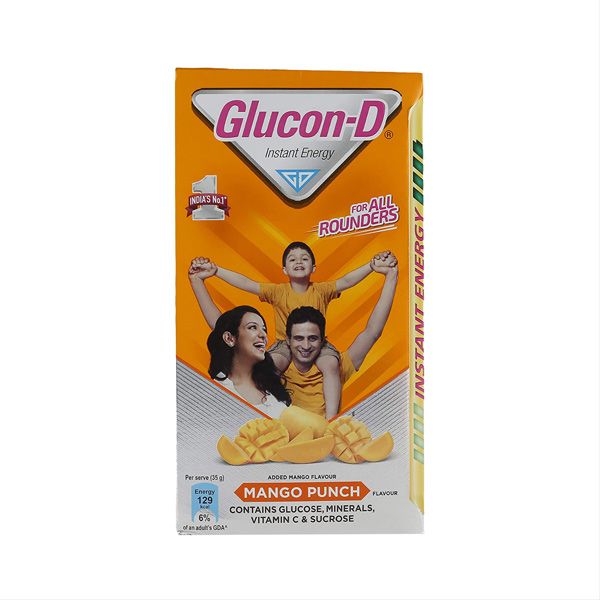 Glucon-D®
Instant Energy
GD
INDIA'S No.1*
1
FOR ALL
ROUNDERS
INSTANT ENERGY
Per serve (35 g)
Energy
129
kcal
6%
of an adult's GDA^
ADDED MANGO FLAVOUR
MANGO PUNCH FLAVOUR
CONTAINS GLUCOSE, MINERALS,
VITAMIN C & SUCROSE